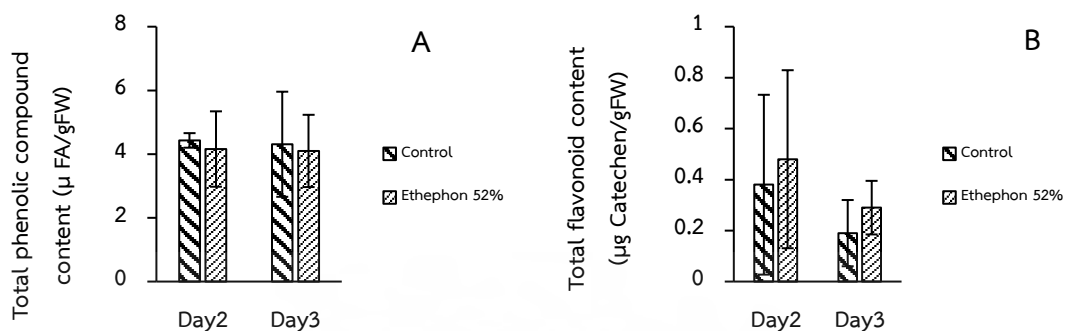 Total phenolic compound
content (µ FA/gFW)
8
6
4
2
0
Day2 Day3
A
Control
Ethephon 52%
Total flavonoid content
(µg Catechen/gFW)
1
0.8
0.6
0.4
0.2
0
Day2 Day3
B
Control
Ethephon 52%